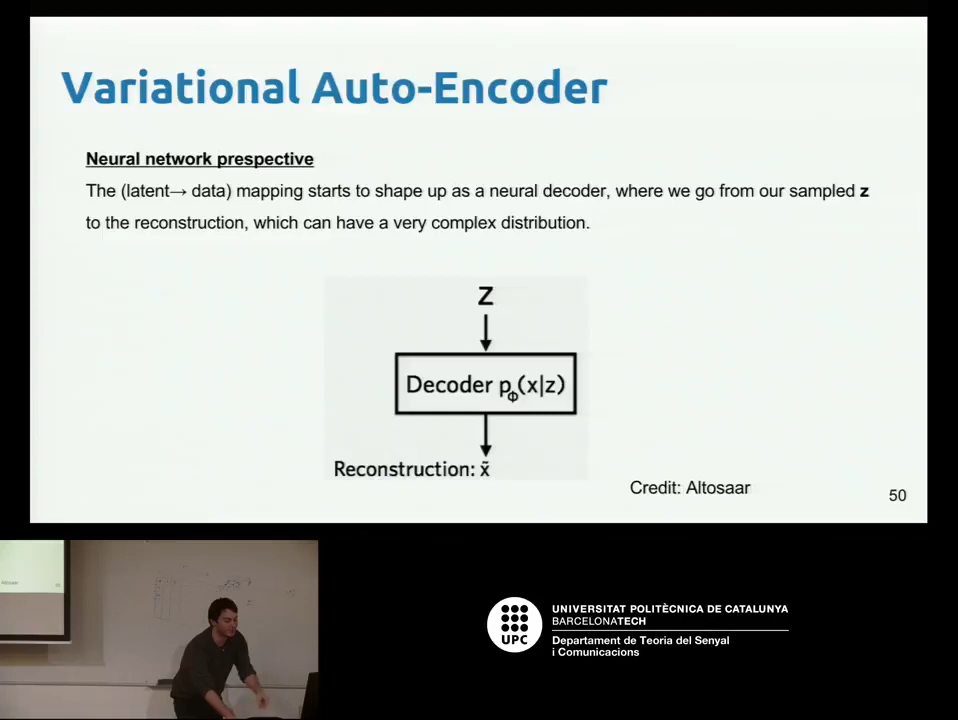 Variational Auto-Encoder
Neural network prespective
The (latent→ data) mapping starts to shape up as a neural decoder, where we go from our sampled z
to the reconstruction, which can have a very complex distribution.
Z
Decoder pΦ(x|z)
Reconstruction: x̃
Credit: Altosaar
50
UPC
UNIVERSITAT POLITÈCNICA DE CATALUNYA
BARCELONATECH
Departament de Teoria del Senyal
i Comunicacions